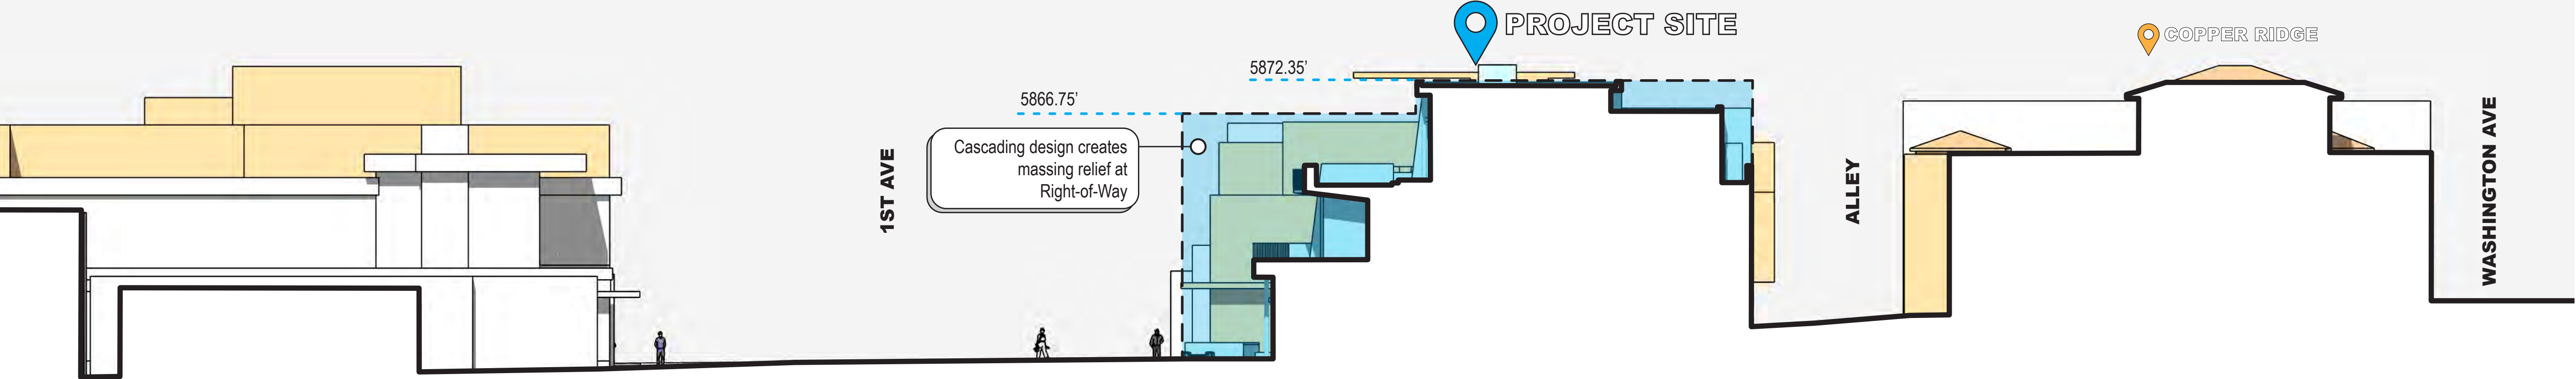 PROJECT SITE
COPPER RIDGE
5872.35'
5866.75'
Cascading design creates
massing relief at
Right-of-Way
1ST AVE
ALLEY
WASHINGTON AVE